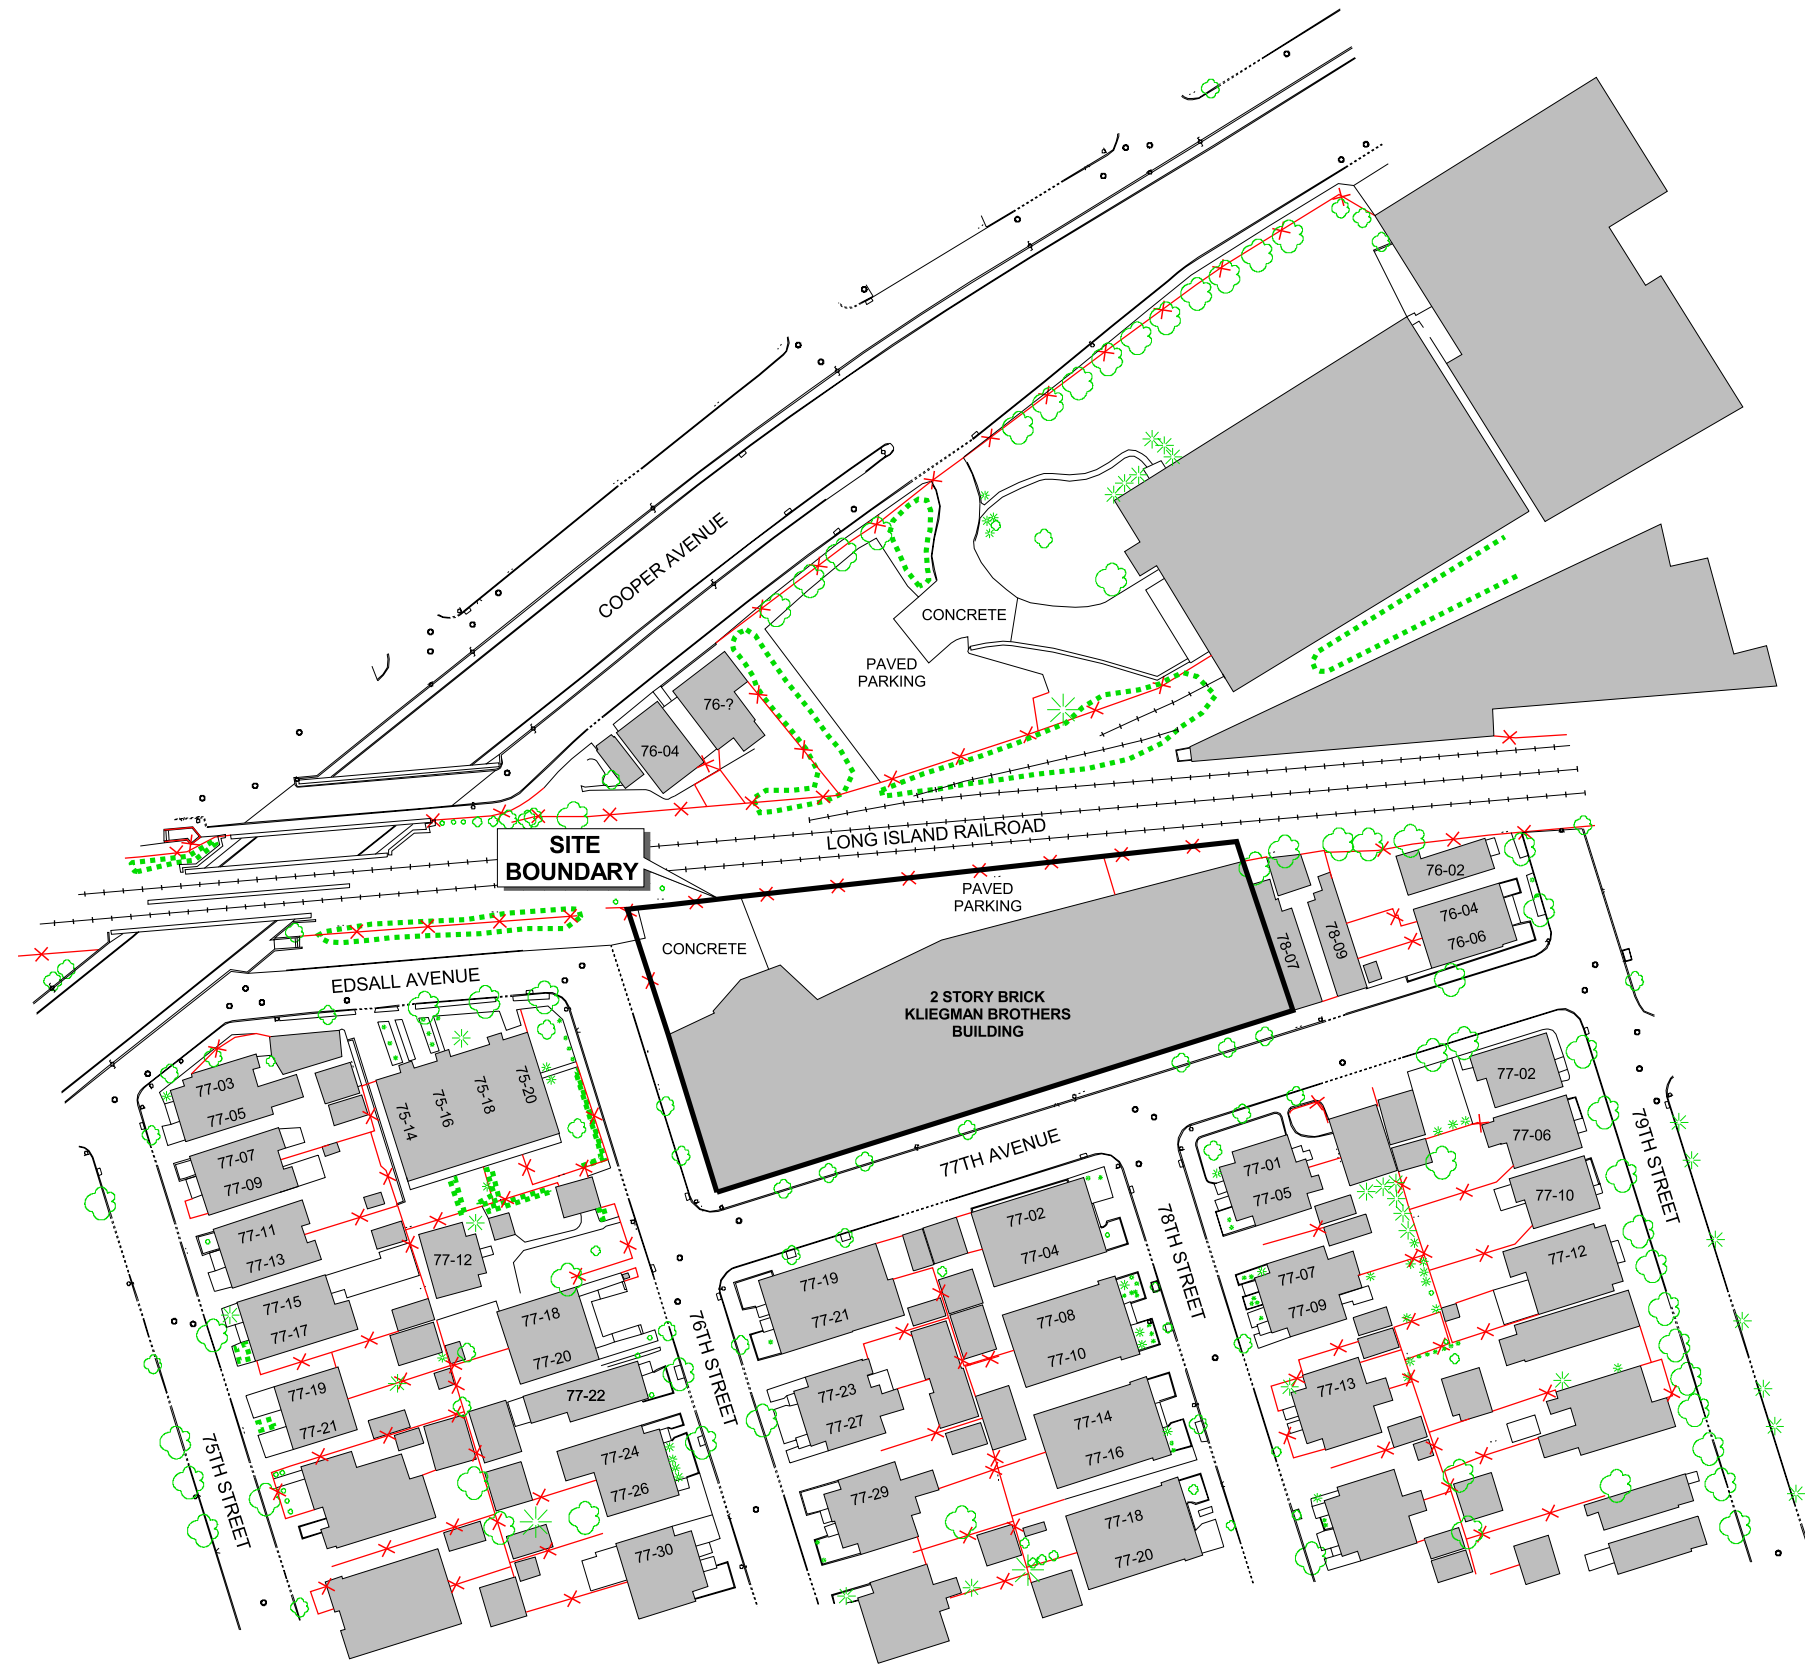 COOPER AVENUE
CONCRETE
PAVED
PARKING
76-?
76-04
LONG ISLAND RAILROAD
SITE
BOUNDARY
PAVED
PARKING
CONCRETE
2 STORY BRICK
KLIEGMAN BROTHERS
BUILDING
78-07
78-09
76-02
76-04
76-06
EDSALL AVENUE
77TH AVENUE
75TH STREET
76TH STREET
78TH STREET
79TH STREET
77-03
77-05
77-07
77-09
77-11
77-13
77-15
77-17
77-19
77-21
75-14
75-16
75-18
75-20
77-12
77-18
77-20
77-22
77-24
77-26
77-30
77-19
77-21
77-23
77-27
77-29
77-02
77-04
77-08
77-10
77-14
77-16
77-18
77-20
77-01
77-05
77-07
77-09
77-13
77-02
77-06
77-10
77-12